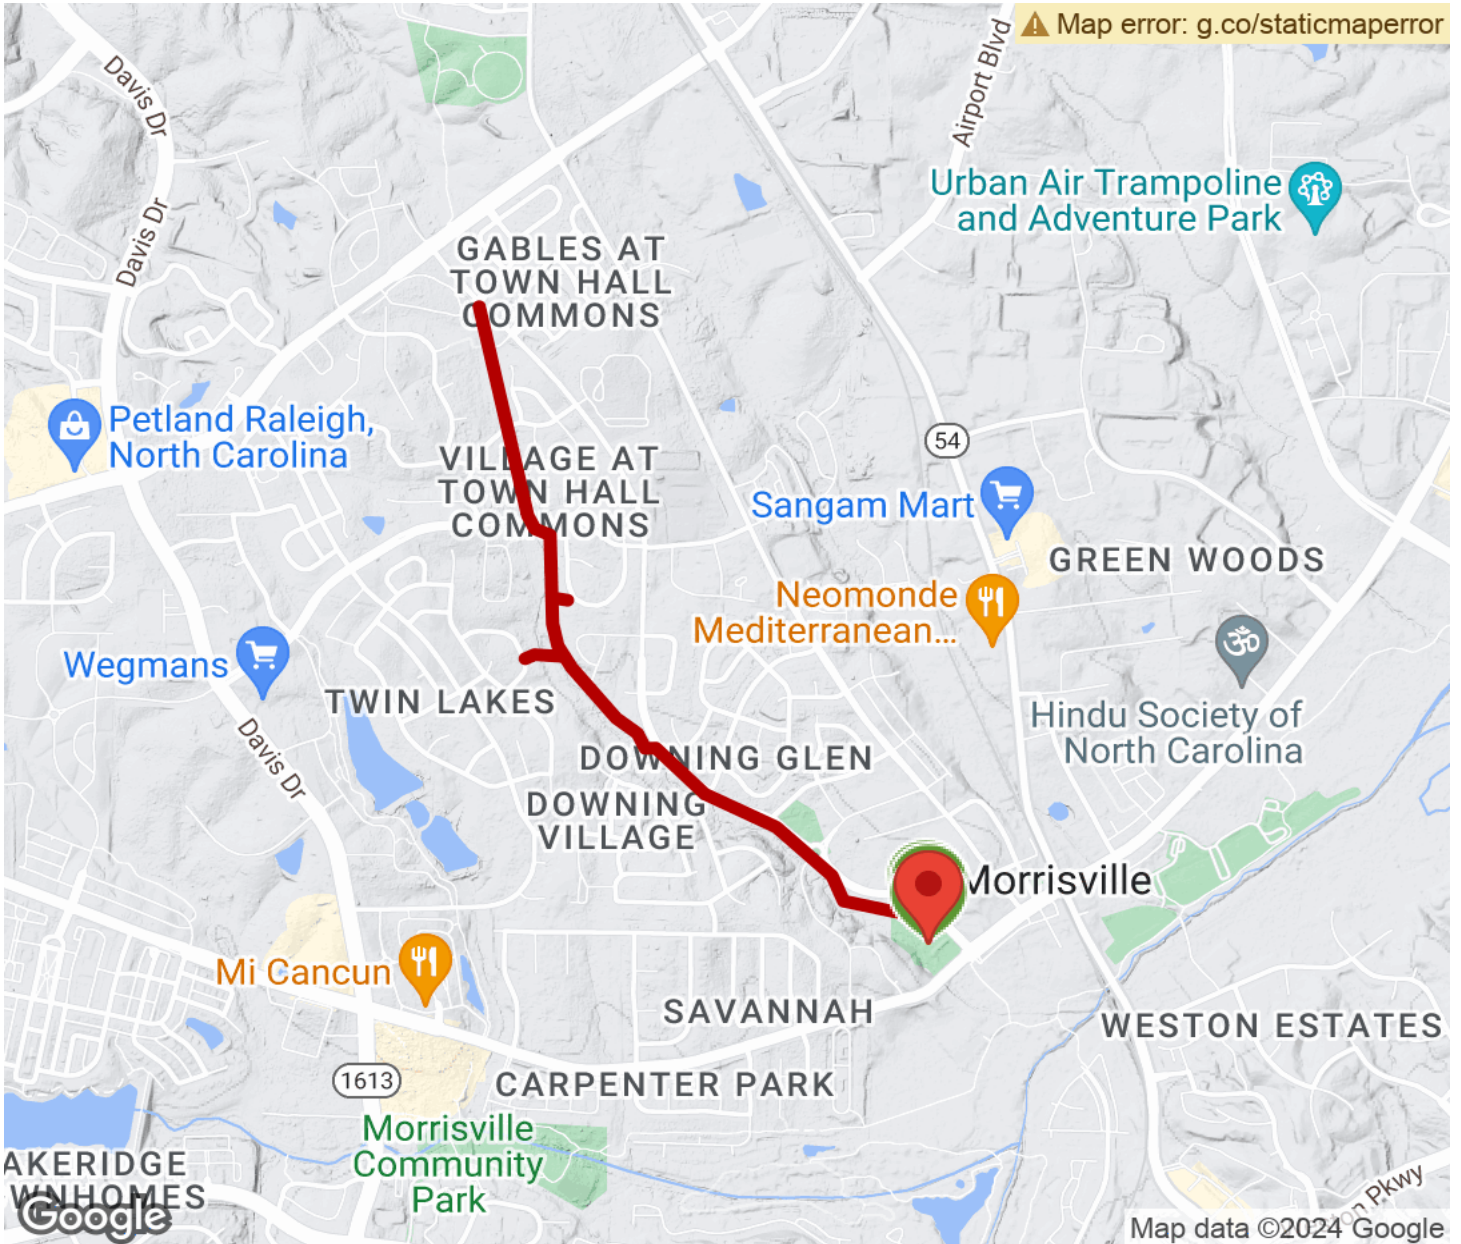 Map error: g.co/staticmaperror
Davis Dr
Airport Blvd
Urban Air Trampoline
and Adventure Park
Davis Dr
GABLES AT
TOWN HALL
COMMONS
Petland Raleigh,
North Carolina
54
VILLAGE AT
TOWN HALL
COMMONS
Sangam Mart
GREEN WOODS
Neomonde
Mediterranean...
Wegmans
TWIN LAKES
Hindu Society of
North Carolina
Davis Dr
DOWNING GLEN
DOWNING
VILLAGE
Morrisville
Mi Cancun
SAVANNAH
WESTON ESTATES
1613
CARPENTER PARK
Morrisville
Community
Park
AKERIDGE
WNHOMES
Pkwy
Google
Map data ©2024 Google